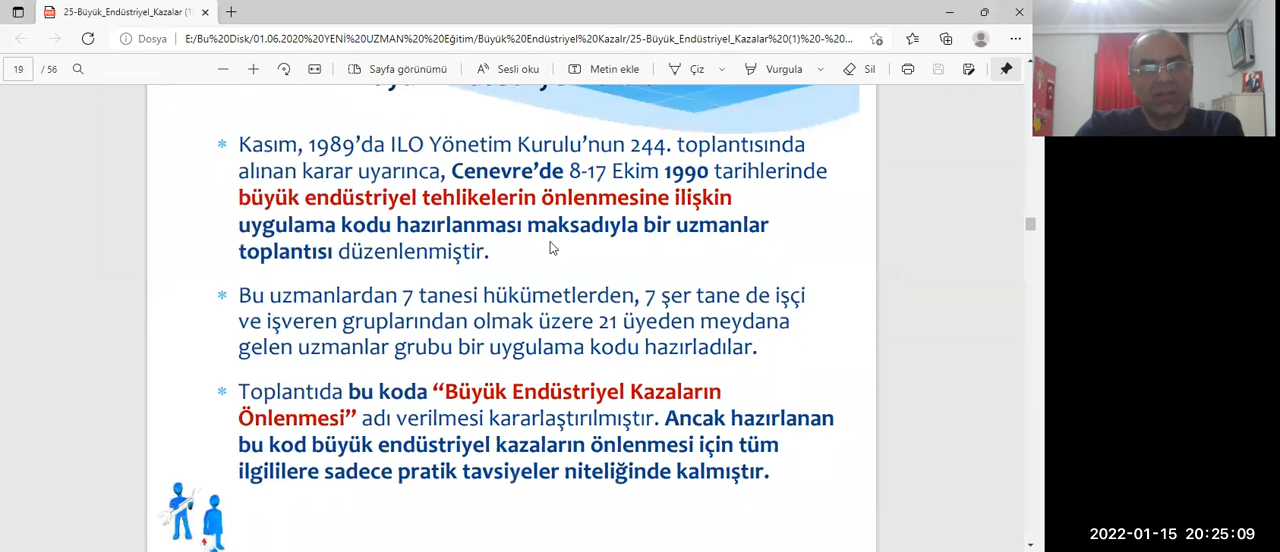 25-Büyük_Endüstriyel_Kazalar (1)
Dosya
E:/Bu%20Disk/01.06.2020%20YENİ%20UZMAN%20%20Eğitim/Büyük%20Endüstriyel%20Kazalr/25-Büyük_Endüstriyel_Kazalar%20(1)%20-%20...
19 / 56
Sayfa görünümü
Sesli oku
Metin ekle
Çiz
Vurgula
Sil
* Kasım, 1989’da ILO Yönetim Kurulu’nun 244. toplantısında
alınan karar uyarınca, Cenevre’de 8-17 Ekim 1990 tarihlerinde
büyük endüstriyel tehlikelerin önlenmesine ilişkin
uygulama kodu hazırlanması maksadıyla bir uzmanlar
toplantısı düzenlenmiştir.
* Bu uzmanlardan 7 tanesi hükümetlerden, 7 şer tane de işçi
ve işveren gruplarından olmak üzere 21 üyeden meydana
gelen uzmanlar grubu bir uygulama kodu hazırladılar.
* Toplantıda bu koda “Büyük Endüstriyel Kazaların
Önlenmesi” adı verilmesi kararlaştırılmıştır. Ancak hazırlanan
bu kod büyük endüstriyel kazaların önlenmesi için tüm
ilgililere sadece pratik tavsiyeler niteliğinde kalmıştır.
2022-01-15 20:25:09